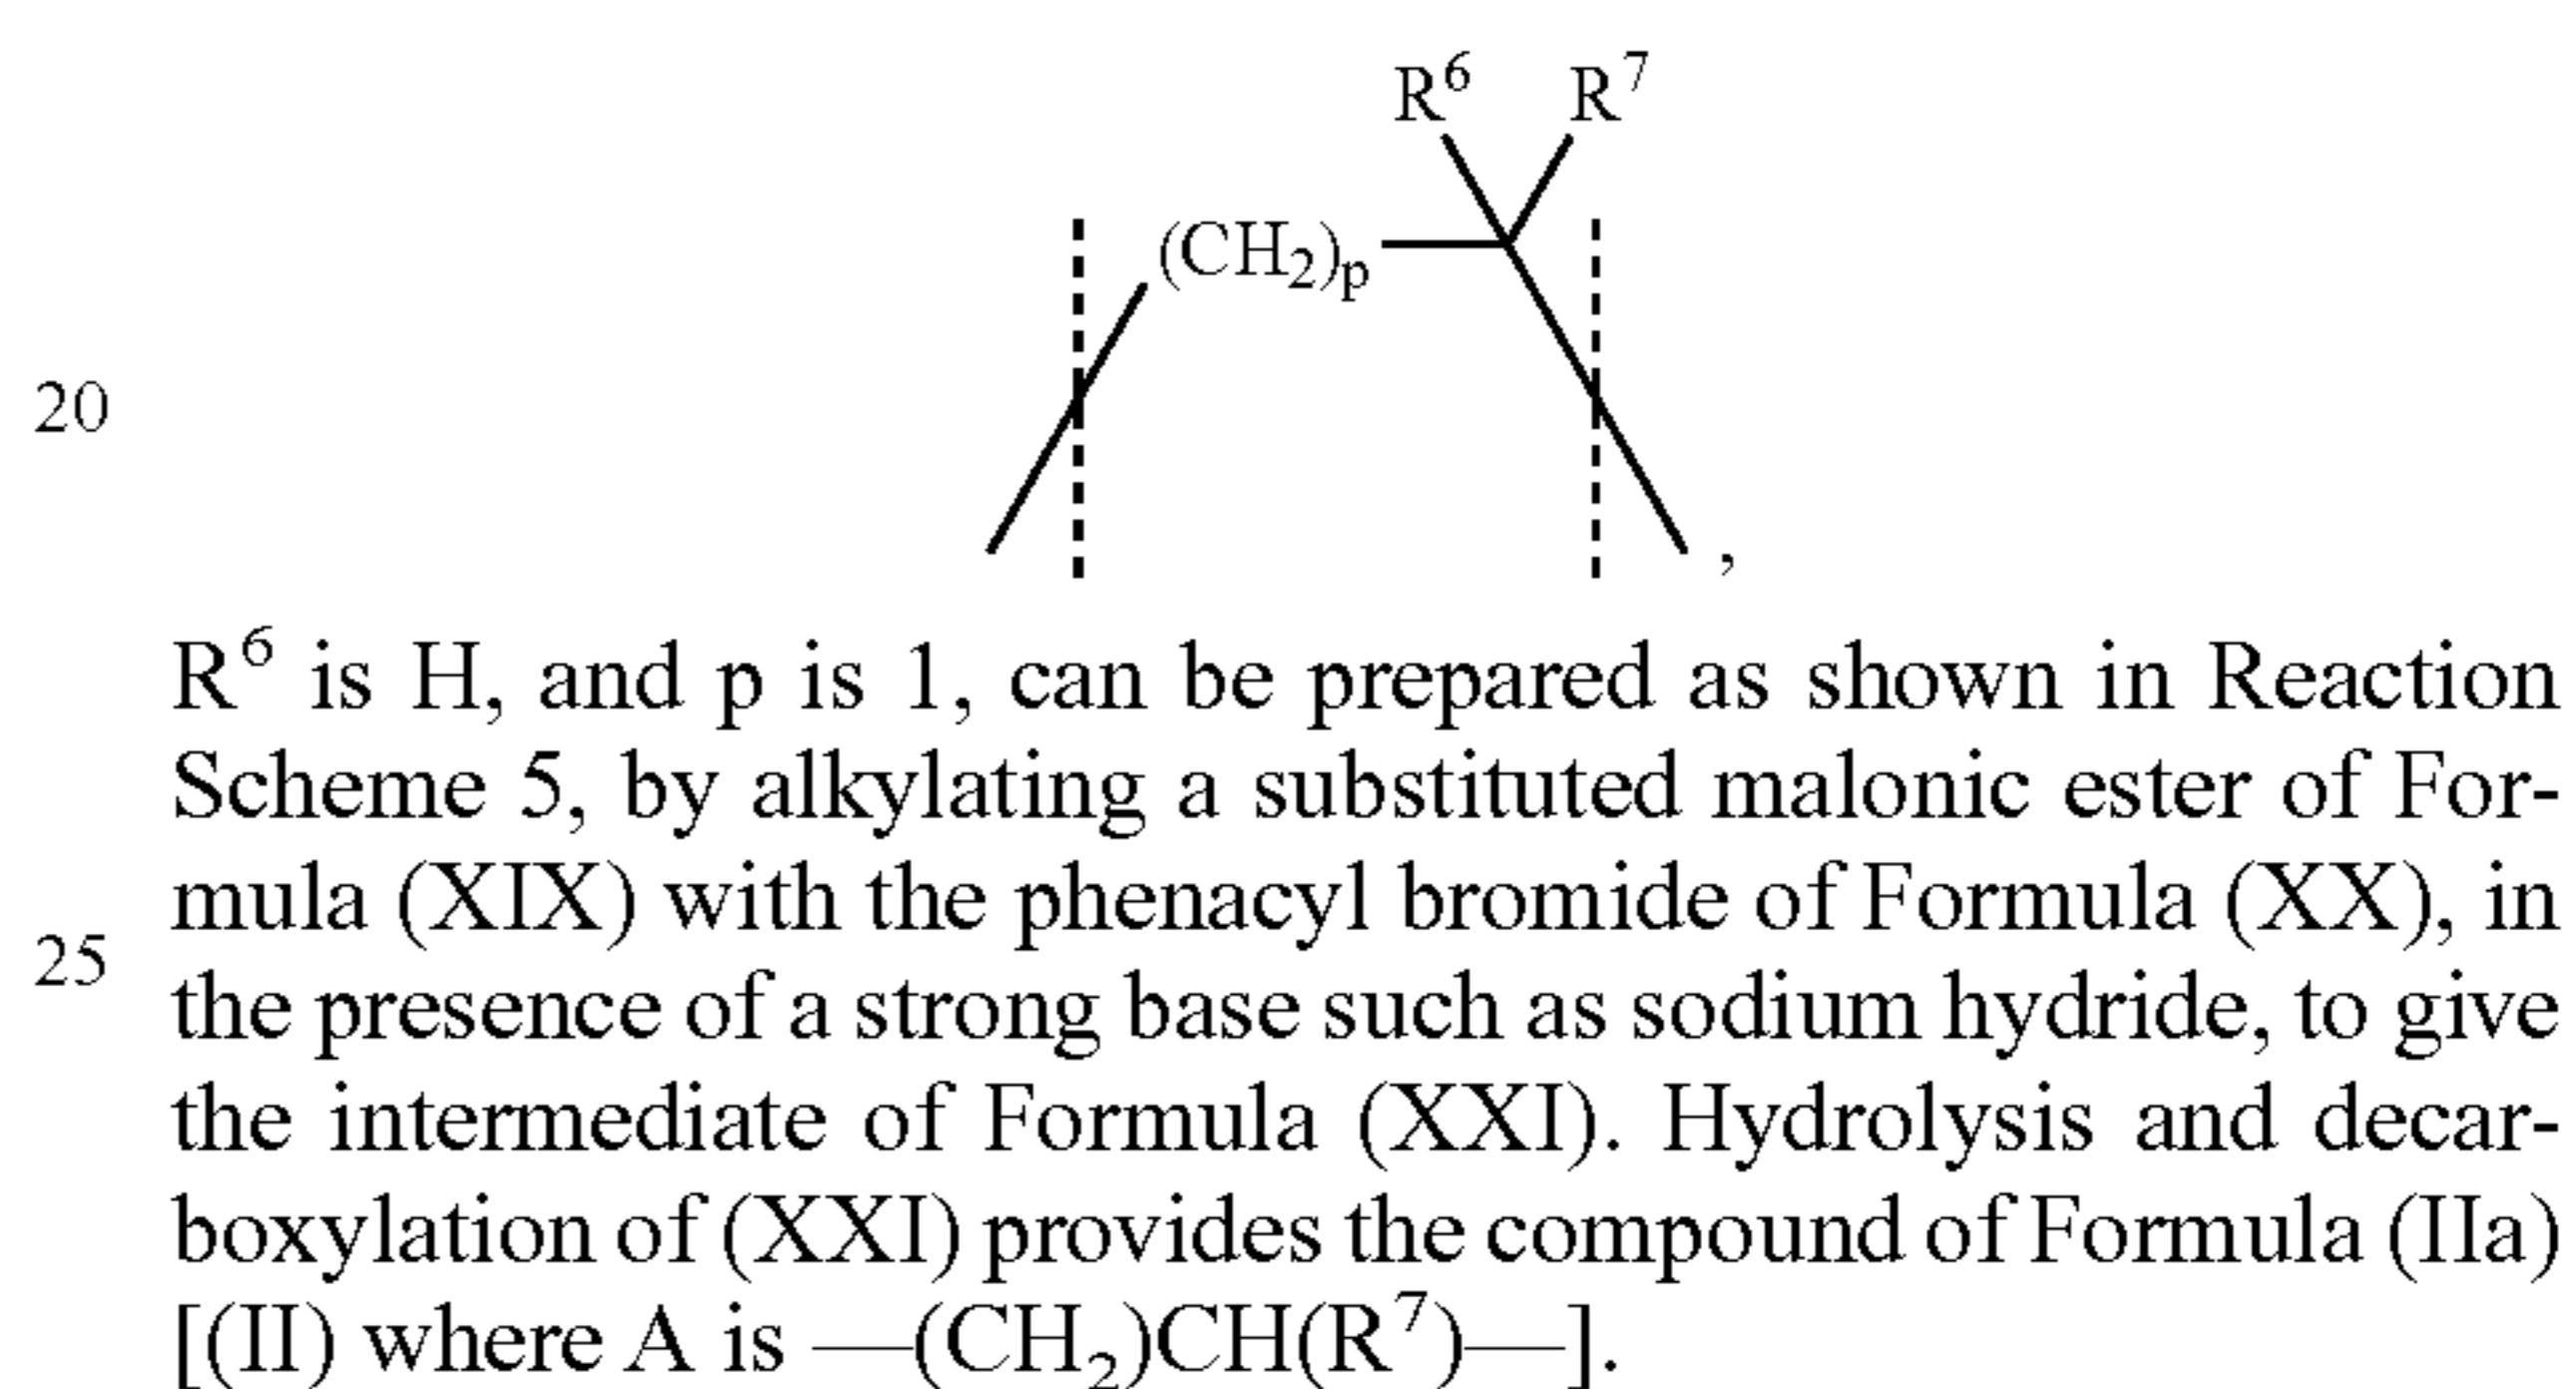 R⁶ R⁷
(CH₂)ₚ
20
,
R⁶ is H, and p is 1, can be prepared as shown in Reaction
Scheme 5, by alkylating a substituted malonic ester of For-
mula (XIX) with the phenacyl bromide of Formula (XX), in
25
the presence of a strong base such as sodium hydride, to give
the intermediate of Formula (XXI). Hydrolysis and decar-
boxylation of (XXI) provides the compound of Formula (IIa)
[(II) where A is —(CH₂)CH(R⁷)—].